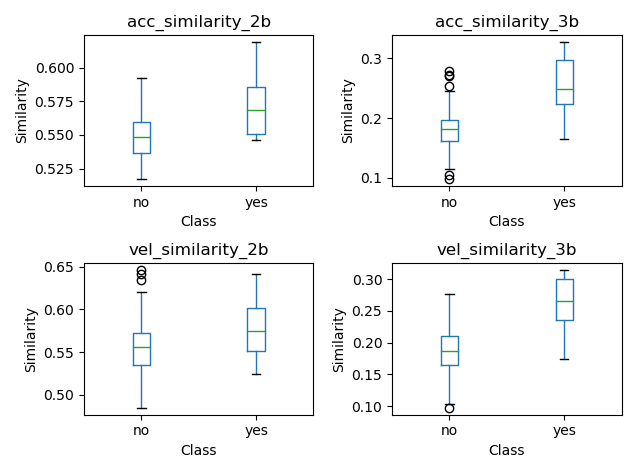 acc_similarity_2b
Similarity
0.600
0.575
0.550
0.525
no yes
Class
acc_similarity_3b
Similarity
0.3
0.2
0.1
no yes
Class
vel_similarity_2b
Similarity
0.65
0.60
0.55
0.50
no yes
Class
vel_similarity_3b
Similarity
0.30
0.25
0.20
0.15
0.10
no yes
Class